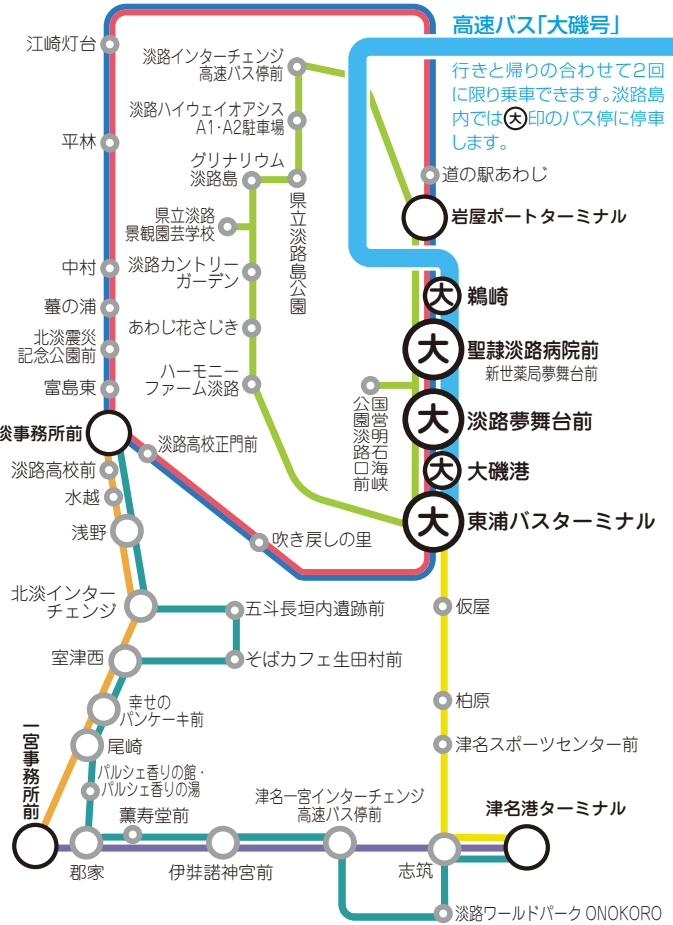 高速バス「大磯号」
行きと帰りの合わせて2回
に限り乗車できます。淡路島
内では大印のバス停に停車
します。
江崎灯台
平林
中村
蟇の浦
北淡震災
記念公園前
富島東
淡事務所前
淡路高校前
水越
浅野
北淡インター
チェンジ
室津西
幸せの
パンケーキ前
尾崎
パルシェ香りの館・
パルシェ香りの湯
一宮事務所前
郡家
薫寿堂前
伊弉諾神宮前
津名一宮インターチェンジ
高速バス停前
志筑
津名港ターミナル
淡路ワールドパーク ONOKORO
淡路インターチェンジ
高速バス停前
淡路ハイウェイオアシス
A1・A2駐車場
グリナリウム
淡路島
県立淡路島公園
県立淡路
景観園芸学校
淡路カントリー
ガーデン
あわじ花さじき
ハーモニー
ファーム淡路
国営明石海峡
公園淡路口前
淡路高校正門前
吹き戻しの里
五斗長垣内遺跡前
そばカフェ生田村前
道の駅あわじ
岩屋ポートターミナル
大 鵜崎
大 聖隷淡路病院前
新世薬局夢舞台前
大 淡路夢舞台前
大 大磯港
大 東浦バスターミナル
仮屋
柏原
津名スポーツセンター前